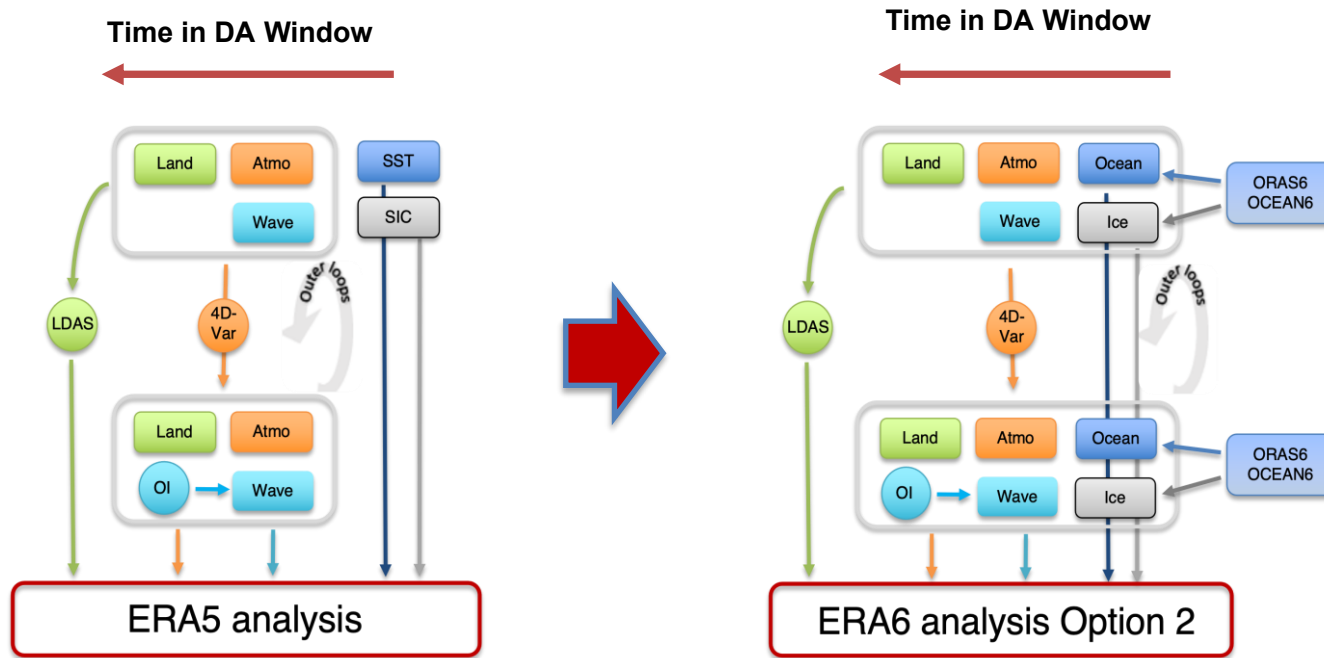 Time in DA Window
Land
Atmo
SST
Wave
SIC
Outer loops
LDAS
4D-
Var
Land
Atmo
OI
Wave
ERA5 analysis
Time in DA Window
Land
Atmo
Ocean
ORAS6
OCEAN6
Wave
Ice
Outer loops
LDAS
4D-
Var
Land
Atmo
Ocean
ORAS6
OCEAN6
OI
Wave
Ice
ERA6 analysis Option 2